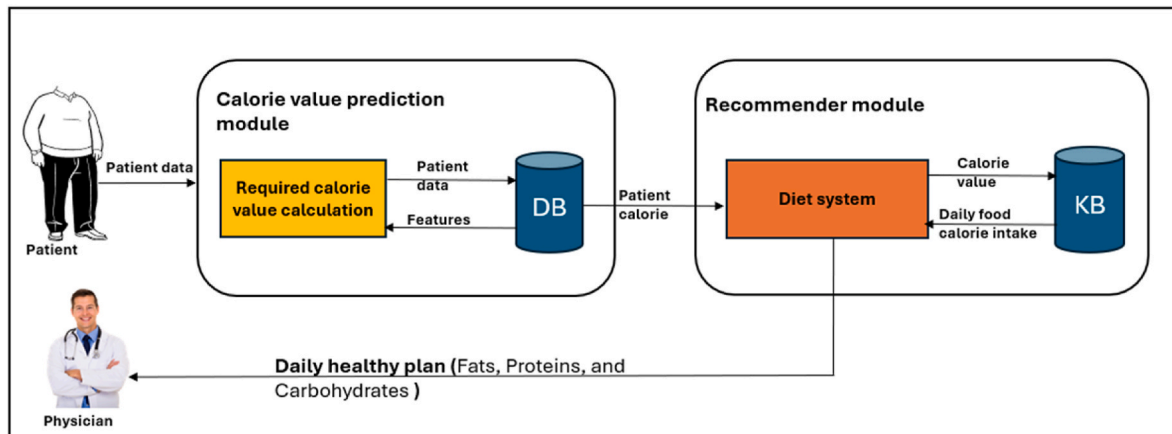 Calorie value prediction
module
Recommender module
Patient data
Patient
Required calorie
value calculation
Patient
data
Features
DB
Patient
calorie
Diet system
Calorie
value
Daily food
calorie intake
KB
Daily healthy plan (Fats, Proteins, and
Carbohydrates )
Physician